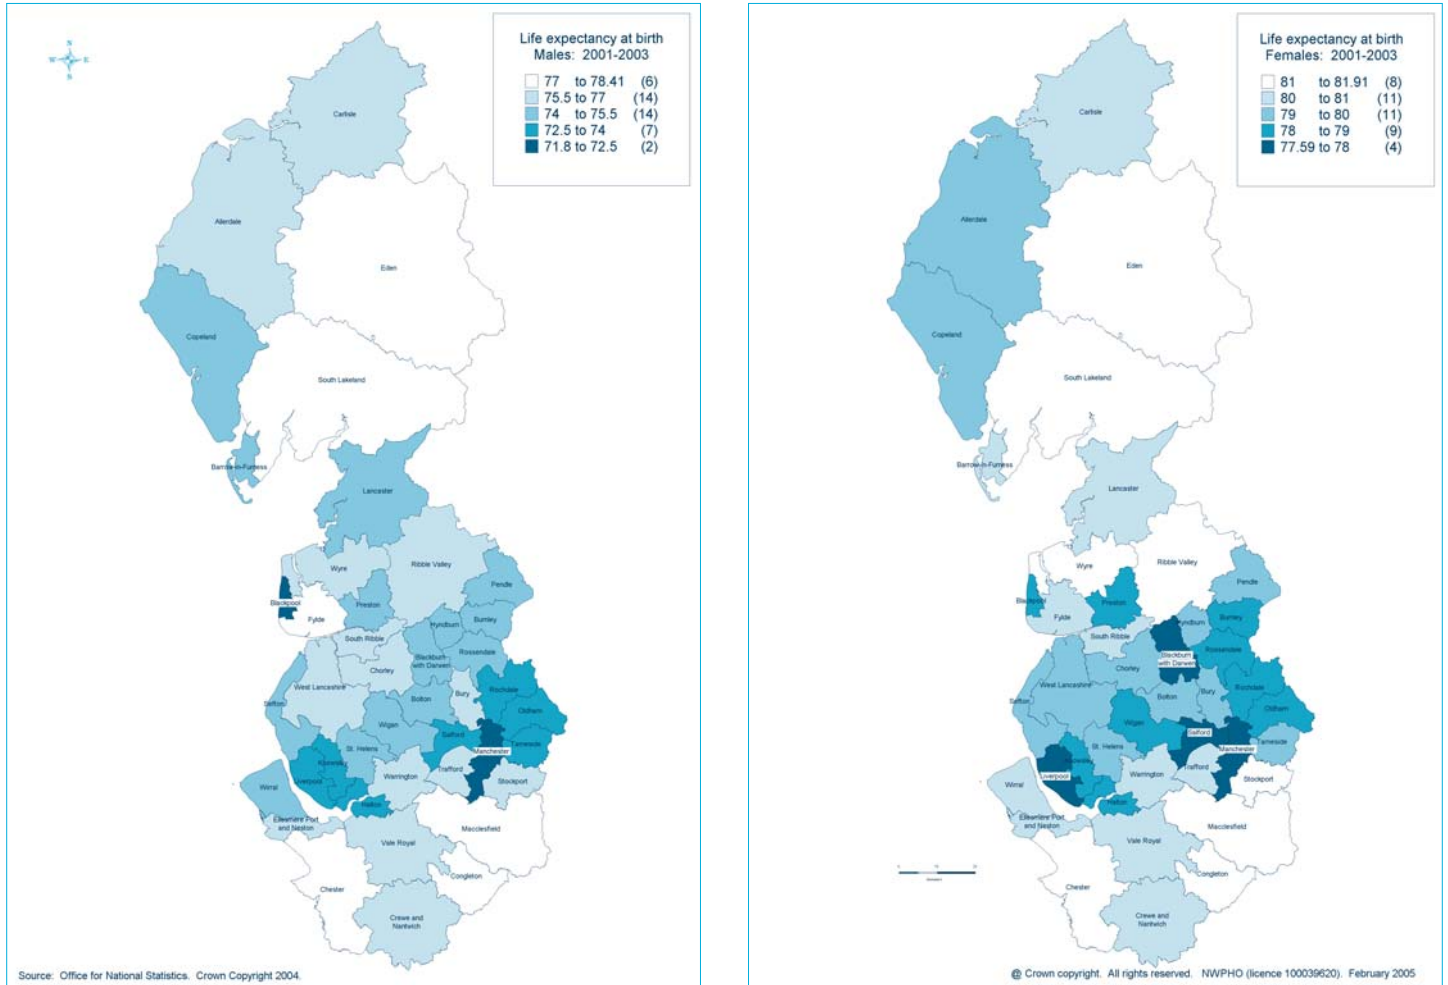 Life expectancy at birth
Males: 2001-2003
77 to 78.41 (6)
75.5 to 77 (14)
74 to 75.5 (14)
72.5 to 74 (7)
71.8 to 72.5 (2)
N
W E
S
Carlisle
Allerdale
Eden
Copeland
South Lakeland
Barrow-in-Furness
Lancaster
Wyre
Ribble Valley
Pendle
Blackpool
Preston
Fylde
Hyndburn
Burnley
South Ribble
Blackburn
with Darwen
Rossendale
Chorley
West Lancashire
Bury
Rochdale
Sefton
Bolton
Oldham
Wigan
Salford
St. Helens
Manchester
Tameside
Knowsley
Trafford
Liverpool
Warrington
Stockport
Wirral
Halton
Ellesmere Port
and Neston
Macclesfield
Vale Royal
Congleton
Chester
Crewe and
Nantwich
Source: Office for National Statistics. Crown Copyright 2004.
Life expectancy at birth
Females: 2001-2003
81 to 81.91 (8)
80 to 81 (11)
79 to 80 (11)
78 to 79 (9)
77.59 to 78 (4)
Carlisle
Allerdale
Eden
Copeland
South Lakeland
Barrow-in-Furness
Lancaster
Wyre
Ribble Valley
Pendle
Blackpool
Preston
Fylde
Hyndburn
Burnley
South Ribble
Rossendale
Blackburn
with Darwen
Chorley
West Lancashire
Bury
Rochdale
Bolton
Sefton
Oldham
Wigan
Salford
Tameside
St. Helens
Manchester
Knowsley
Trafford
Liverpool
Warrington
Stockport
Wirral
Halton
Ellesmere Port
and Neston
Macclesfield
Vale Royal
Congleton
Chester
Crewe and
Nantwich
@ Crown copyright. All rights reserved. NWPHO (licence 100039620). February 2005